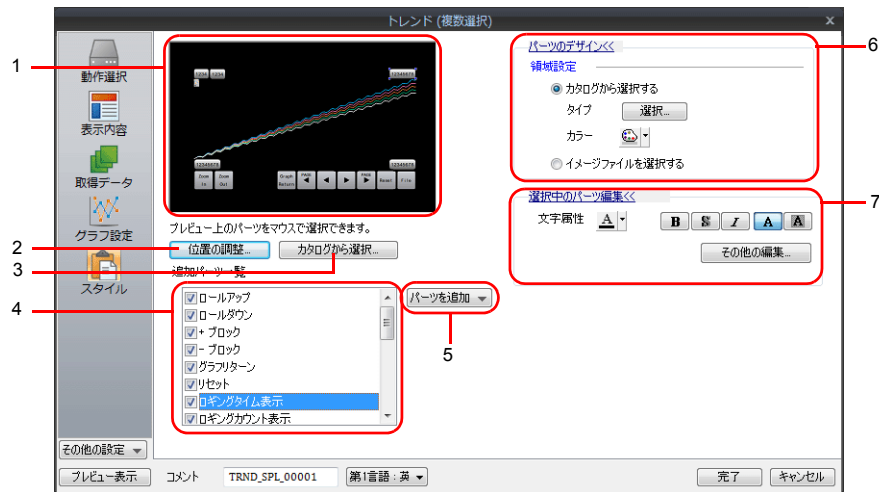 トレンド (複数選択)
x
動作選択
表示内容
取得データ
グラフ設定
スタイル
その他の設定
1
1234 1234
12345678
12345678
12345678
Zoom In
Zoom Out
Graph Return
PAGE
PAGE
Reset
File
プレビュー上のパーツをマウスで選択できます。
2
位置の調整...
カタログから選択...
3
追加パーツ一覧
4
ロールアップ
ロールダウン
+ ブロック
- ブロック
グラフリターン
リセット
ロギングタイム表示
ロギングカウント表示
パーツを追加
5
パーツのデザイン<<
6
領域設定
カタログから選択する
タイプ
選択...
カラー
イメージファイルを選択する
選択中のパーツ編集<<
7
文字属性
A
B S I A A
その他の編集...
プレビュー表示
コメント
TRND_SPL_00001
第1言語 : 英
完了
キャンセル